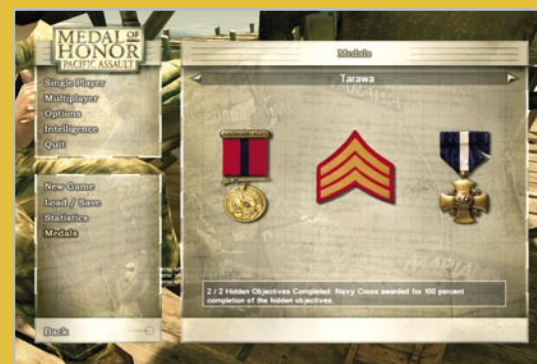 MEDAL OF
HONOR
PACIFIC ASSAULT
Single Player
Multiplayer
Options
Intelligence
Quit
New Game
Load / Save
Statistics
Medals
Back
Medals
Tarawa
2 / 2 Hidden Objectives Completed. Navy Cross awarded for 100 percent
completion of the hidden objectives.